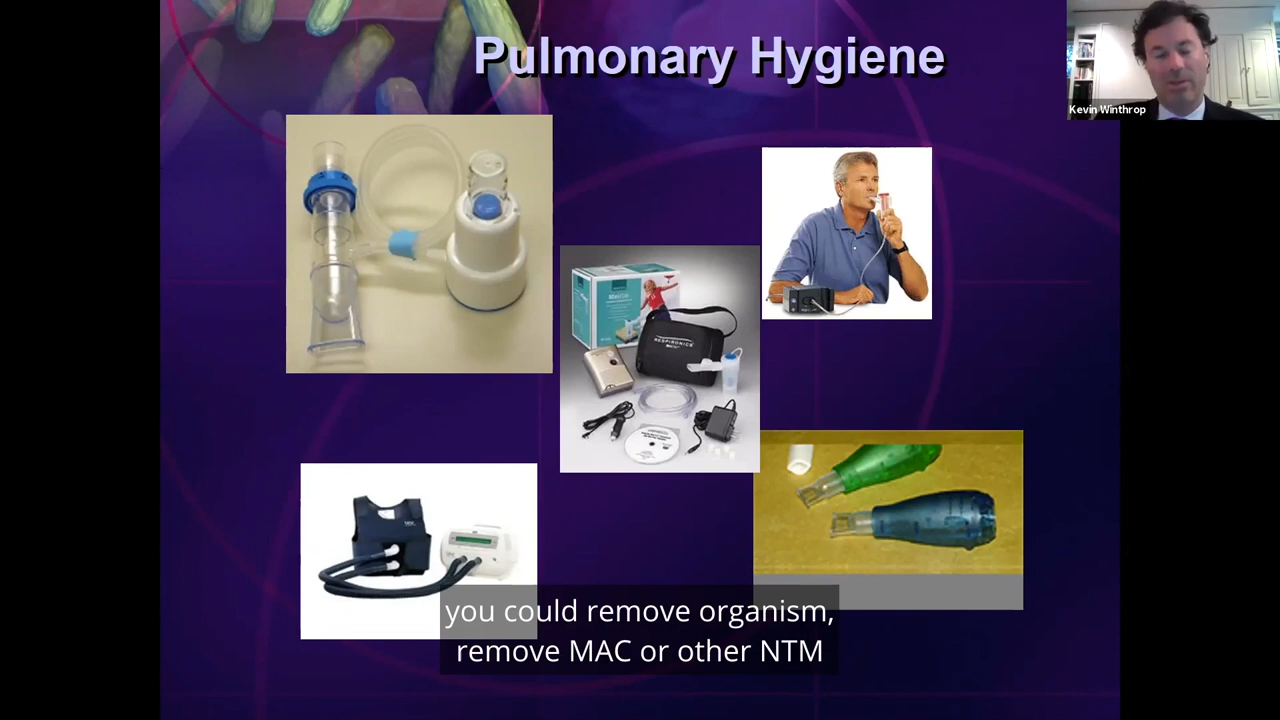 Pulmonary Hygiene
Kevin Winthrop
RESPIRONICS
you could remove organism,
remove MAC or other NTM